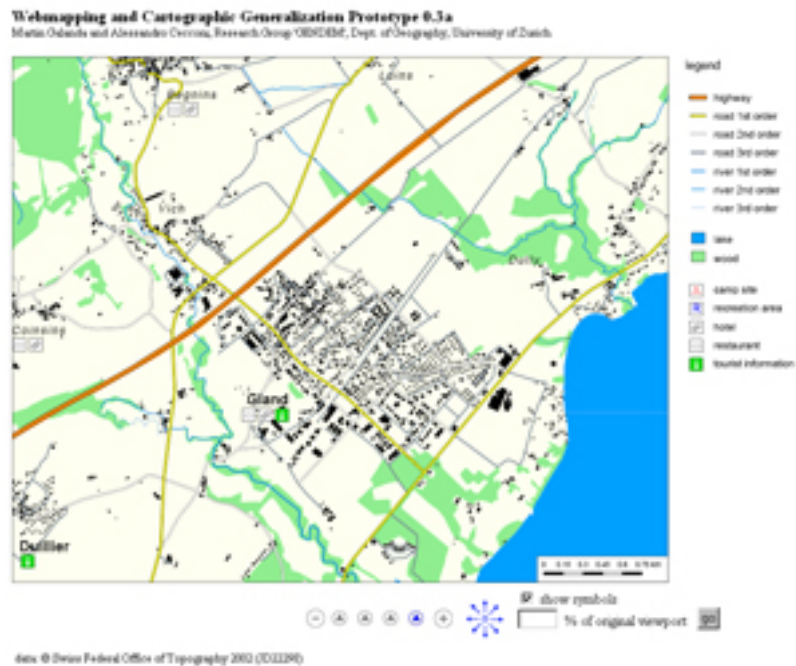 Webmapping and Cartographic Generalization Prototype 0.3a
Martin Galanda and Alessandro Cecconi, Research Group 'GENDEM', Dept. of Geography, University of Zurich
legend
highway
road 1st order
road 2nd order
road 3rd order
river 1st order
river 2nd order
river 3rd order
lake
wood
camp site
recreation area
hotel
restaurant
tourist information
Vich
Coinsins
Gland
Duillier
show symbols
% of original viewport
go
data: © Swiss Federal Office of Topography 2002